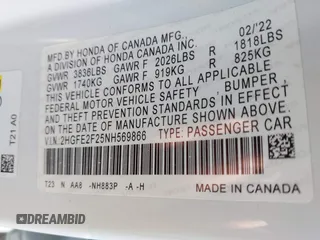 MFD BY HONDA OF CANADA MFG., 02/'22
A DIVISION OF HONDA CANADA INC.
GVWR 3836LBS GAWR F 2026LBS R 1818LBS
GVWR 1740KG GAWR F 919KG R 825KG
THIS VEHICLE CONFORMS TO ALL APPLICABLE
FEDERAL MOTOR VEHICLE SAFETY, BUMPER,
THEFT PREVENTION STANDARDS IN EFFECT ON
DATE OF MANUFACTURE SHOWN ABOVE.
V.I.N. 2HGFE2F25NH569866 TYPE: PASSENGER CAR
T23 N AA6 -NH883P -A -H MADE IN CANADA
T21 A0
DREAMBID